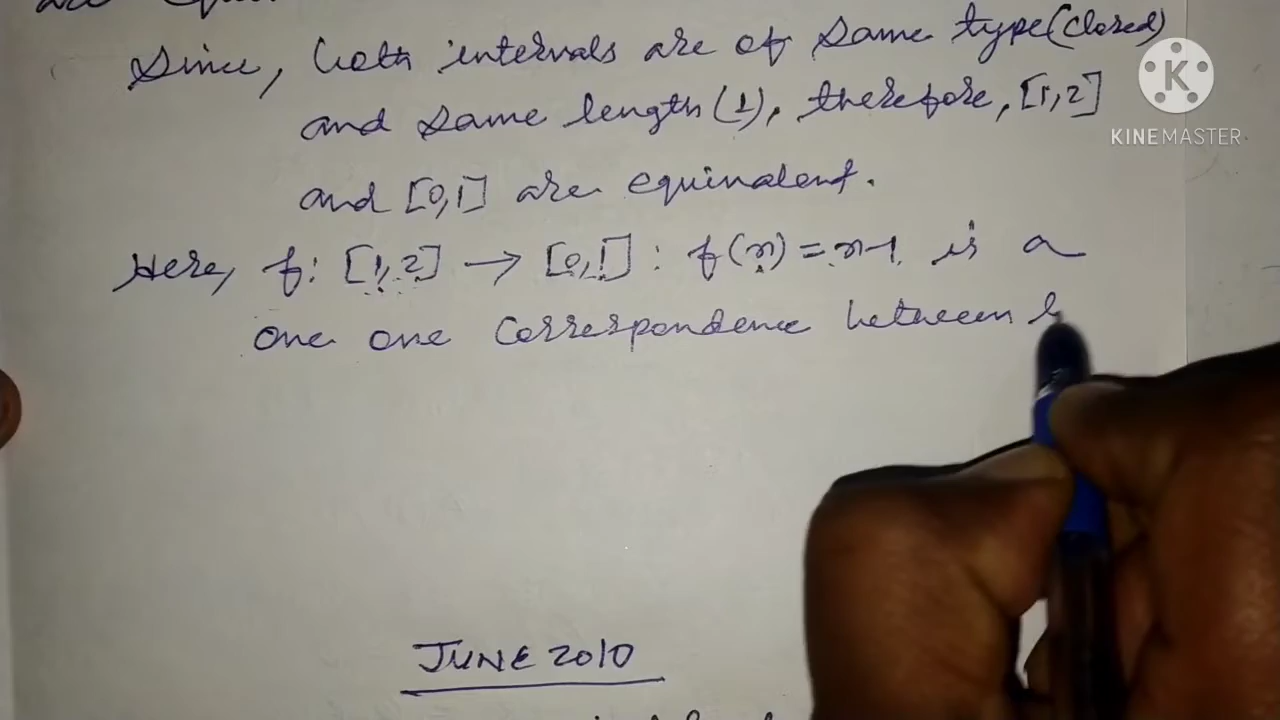 are
Since, both intervals are of same type (closed)
and same length (1), therefore, [1,2]
and [0,1] are equivalent.
Here, f: [1,2] → [0,1] : f(x) = x-1 is a
one one correspondence between
JUNE 2010
K
KINEMASTER